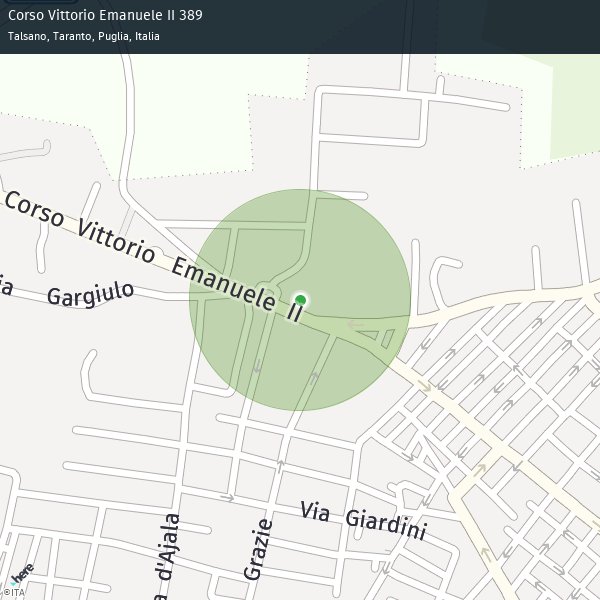 Corso Vittorio Emanuele II 389
Talsano, Taranto, Puglia, Italia
Corso Vittorio Emanuele II
ia Gargiulo
Via Giardini
Grazie
a d'Ajala
here
©ITA